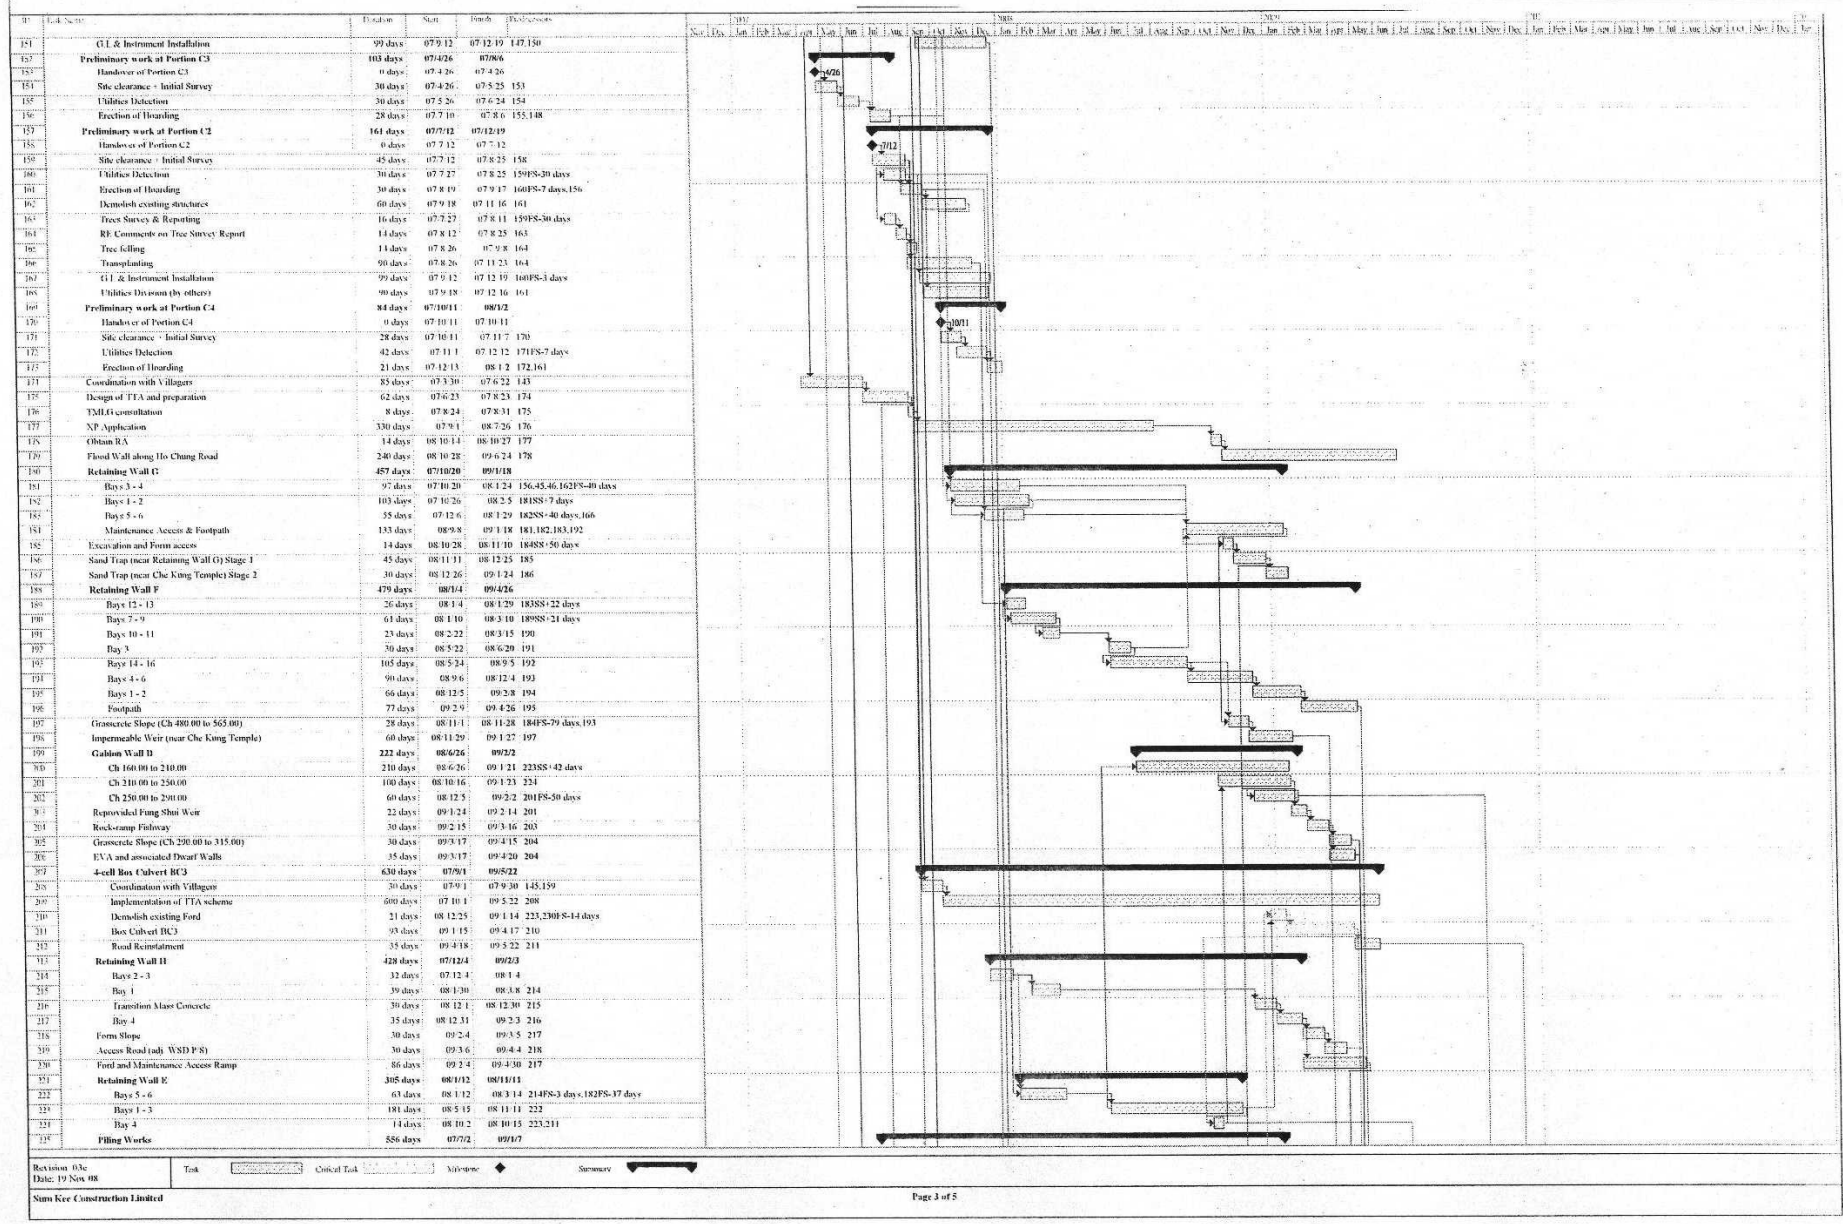 Task Name Duration Start Finish Predecessors
2007 2008 2009
151 G.I. & Instrument Installation 99 days 07/9/12 07/12/19 147,150
152 Preliminary work at Portion C3 103 days 07/4/26 07/8/6
153 Handover of Portion C3 0 days 07/4/26 07/4/26
4/26
154 Site clearance + Initial Survey 30 days 07/4/26 07/5/25 153
155 Utilities Detection 30 days 07/5/26 07/6/24 154
156 Erection of Hoarding 28 days 07/7/10 07/8/6 155,148
157 Preliminary work at Portion C2 161 days 07/7/12 07/12/19
158 Handover of Portion C2 0 days 07/7/12 07/7/12
7/12
159 Site clearance + Initial Survey 45 days 07/7/12 07/8/25 158
160 Utilities Detection 30 days 07/7/27 07/8/25 159FS-30 days
161 Erection of Hoarding 30 days 07/8/19 07/9/17 160FS-7 days,156
162 Demolish existing structures 60 days 07/9/18 07/11/16 161
163 Trees Survey & Reporting 16 days 07/7/27 07/8/11 159FS-30 days
164 RE Comments on Tree Survey Report 14 days 07/8/12 07/8/25 163
165 Tree felling 14 days 07/8/26 07/9/8 164
166 Transplanting 90 days 07/8/26 07/11/23 164
167 G.I. & Instrument Installation 99 days 07/9/12 07/12/19 160FS-3 days
168 Utilities Division (by others) 90 days 07/9/18 07/12/16 161
169 Preliminary work at Portion C4 84 days 07/10/11 08/1/2
170 Handover of Portion C4 0 days 07/10/11 07/10/11
10/11
171 Site clearance + Initial Survey 28 days 07/10/11 07/11/7 170
172 Utilities Detection 42 days 07/11/1 07/12/12 171FS-7 days
173 Erection of Hoarding 21 days 07/12/13 08/1/2 172,161
174 Coordination with Villagers 85 days 07/3/30 07/6/22 143
175 Design of TTA and preparation 62 days 07/6/23 07/8/23 174
176 TMLG consultation 8 days 07/8/24 07/8/31 175
177 XP Application 330 days 07/9/1 08/7/26 176
178 Obtain RA 14 days 08/10/14 08/10/27 177
179 Flood Wall along Ho Chung Road 240 days 08/10/28 09/6/24 178
180 Retaining Wall G 457 days 07/10/20 09/1/18
181 Bays 3 - 4 97 days 07/10/20 08/1/24 156,45,46,162FS-40 days
182 Bays 1 - 2 103 days 07/10/26 08/2/5 181SS+7 days
183 Bays 5 - 6 55 days 07/12/6 08/1/29 182SS+40 days,166
184 Maintenance Access & Footpath 133 days 08/9/8 09/1/18 181,182,183,192
185 Excavation and Form access 14 days 08/10/28 08/11/10 184SS+50 days
186 Sand Trap (near Retaining Wall G) Stage 1 45 days 08/11/11 08/12/25 185
187 Sand Trap (near Che Kung Temple) Stage 2 30 days 08/12/26 09/1/24 186
188 Retaining Wall F 479 days 08/1/4 09/4/26
189 Bays 12 - 13 26 days 08/1/4 08/1/29 183SS+22 days
190 Bays 7 - 9 61 days 08/1/10 08/3/10 189SS+21 days
191 Bays 10 - 11 23 days 08/2/22 08/3/15 190
192 Bay 3 30 days 08/5/22 08/6/20 191
193 Bays 14 - 16 105 days 08/5/24 08/9/5 192
194 Bays 4 - 6 90 days 08/9/6 08/12/4 193
195 Bays 1 - 2 66 days 08/12/5 09/2/8 194
196 Footpath 77 days 09/2/9 09/4/26 195
197 Grasscrete Slope (Ch 480.00 to 565.00) 28 days 08/11/1 08/11/28 184FS-79 days,193
198 Impermeable Weir (near Che Kung Temple) 60 days 08/11/29 09/1/27 197
199 Gabion Wall D 222 days 08/6/26 09/2/2
200 Ch 160.00 to 210.00 210 days 08/6/26 09/1/21 223SS+42 days
201 Ch 210.00 to 250.00 100 days 08/10/16 09/1/23 224
202 Ch 250.00 to 290.00 60 days 08/12/5 09/2/2 201FS-50 days
203 Reprovided Fung Shui Weir 22 days 09/1/24 09/2/14 201
204 Rock-ramp Fishway 30 days 09/2/15 09/3/16 203
205 Grasscrete Slope (Ch 290.00 to 315.00) 30 days 09/3/17 09/4/15 204
206 EVA and associated Dwarf Walls 35 days 09/3/17 09/4/20 204
207 4-cell Box Culvert BC3 630 days 07/9/1 09/5/22
208 Coordination with Villagers 30 days 07/9/1 07/9/30 145,159
209 Implementation of TTA scheme 600 days 07/10/1 09/5/22 208
210 Demolish existing Ford 21 days 08/12/25 09/1/14 223,230FS-14 days
211 Box Culvert BC3 93 days 09/1/15 09/4/17 210
212 Road Reinstatment 35 days 09/4/18 09/5/22 211
213 Retaining Wall H 428 days 07/12/4 09/2/3
214 Bays 2 - 3 32 days 07/12/4 08/1/4
215 Bay 1 39 days 08/1/30 08/3/8 214
216 Transition Mass Concrete 30 days 08/12/1 08/12/30 215
217 Bay 4 35 days 08/12/31 09/2/3 216
218 Form Slope 30 days 09/2/4 09/3/5 217
219 Access Road (adj. WSD P/S) 30 days 09/3/6 09/4/4 218
220 Ford and Maintenance Access Ramp 86 days 09/2/4 09/4/30 217
221 Retaining Wall E 305 days 08/1/12 08/11/11
222 Bays 5 - 6 63 days 08/1/12 08/3/14 214FS-3 days,182FS-37 days
223 Bays 1 - 3 181 days 08/5/15 08/11/11 222
224 Bay 4 14 days 08/10/2 08/10/15 223,211
225 Piling Works 556 days 07/7/2 09/1/7
Revision 03c
Date: 19 Nov 08
Task Critical Task Milestone Summary
Sum Kee Construction Limited
Page 3 of 5